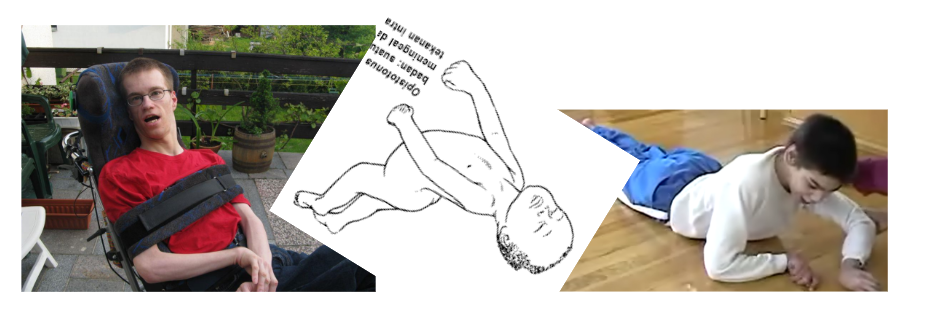 Opistotonus
badan: suatu
meningeal
tekanan intra